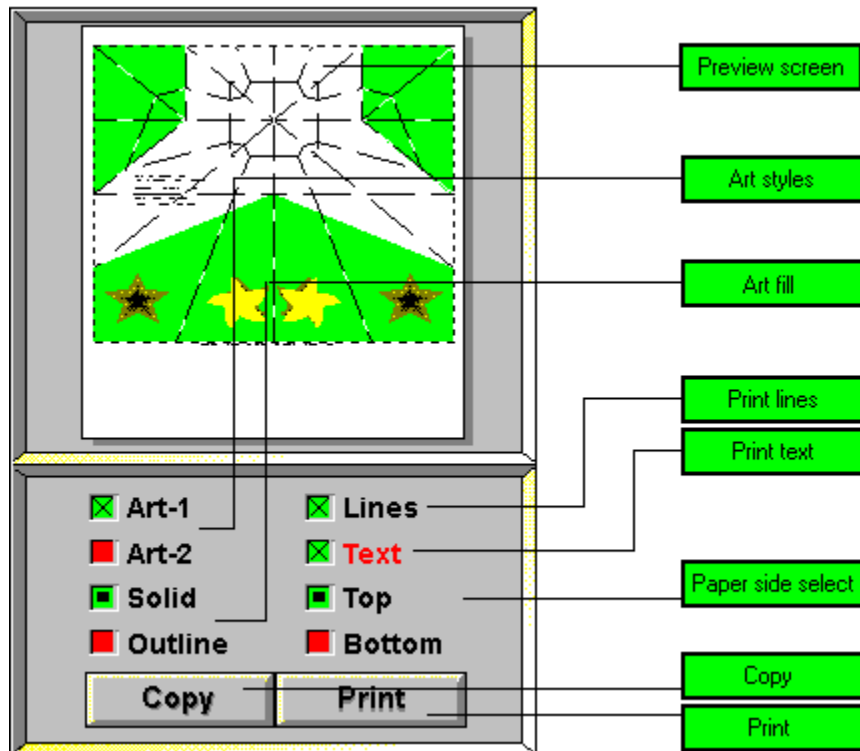 Preview screen
Art styles
Art fill
Print lines
Print text
Art-1
Lines
Art-2
Text
Solid
Top
Paper side select
Outline
Bottom
Copy
Print
Copy
Print